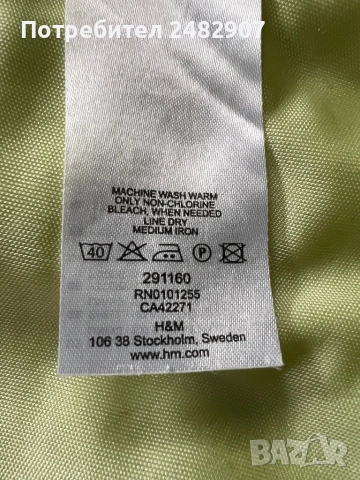 Потребител 2482907
MACHINE WASH WARM
ONLY NON-CHLORINE
BLEACH, WHEN NEEDED
LINE DRY
MEDIUM IRON
40 P
291160
RN0101255
CA42271
H&M
106 38 Stockholm, Sweden
www.hm.com
BAZAR